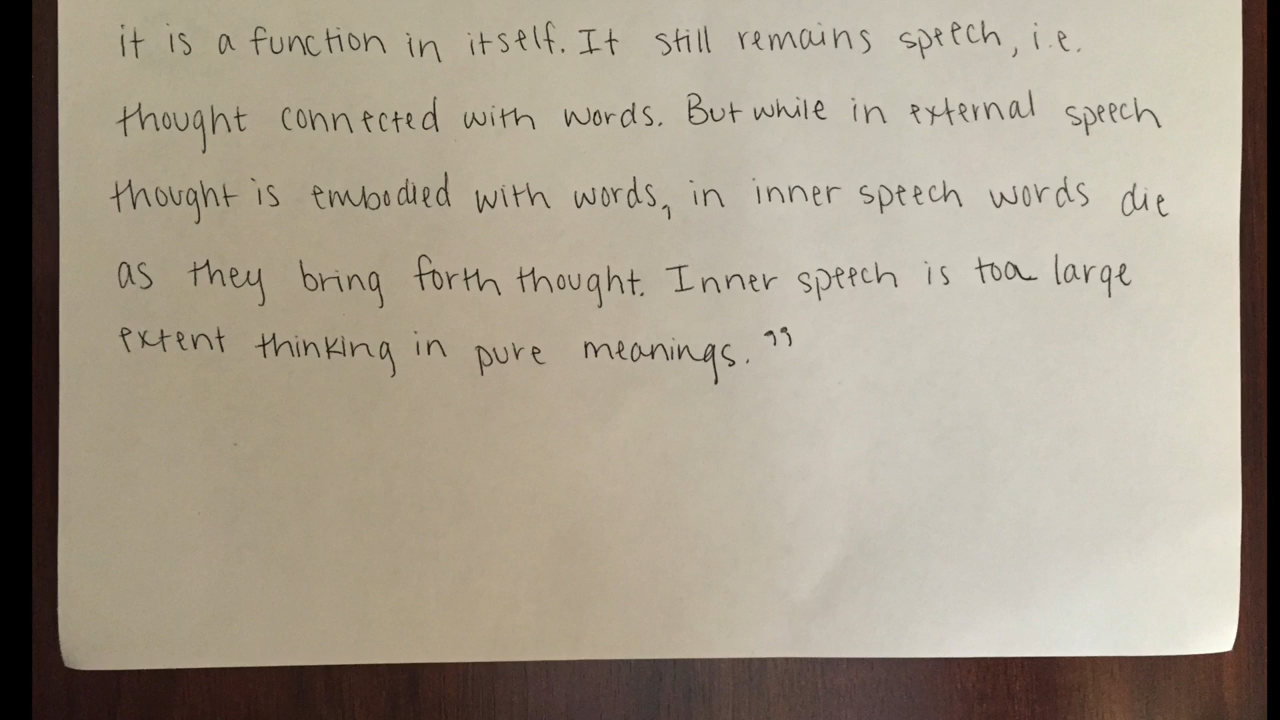 it is a function in itself. It still remains speech, i.e.
thought connected with words. But while in external speech
thought is embodied with words, in inner speech words die
as they bring forth thought. Inner speech is to a large
extent thinking in pure meanings."